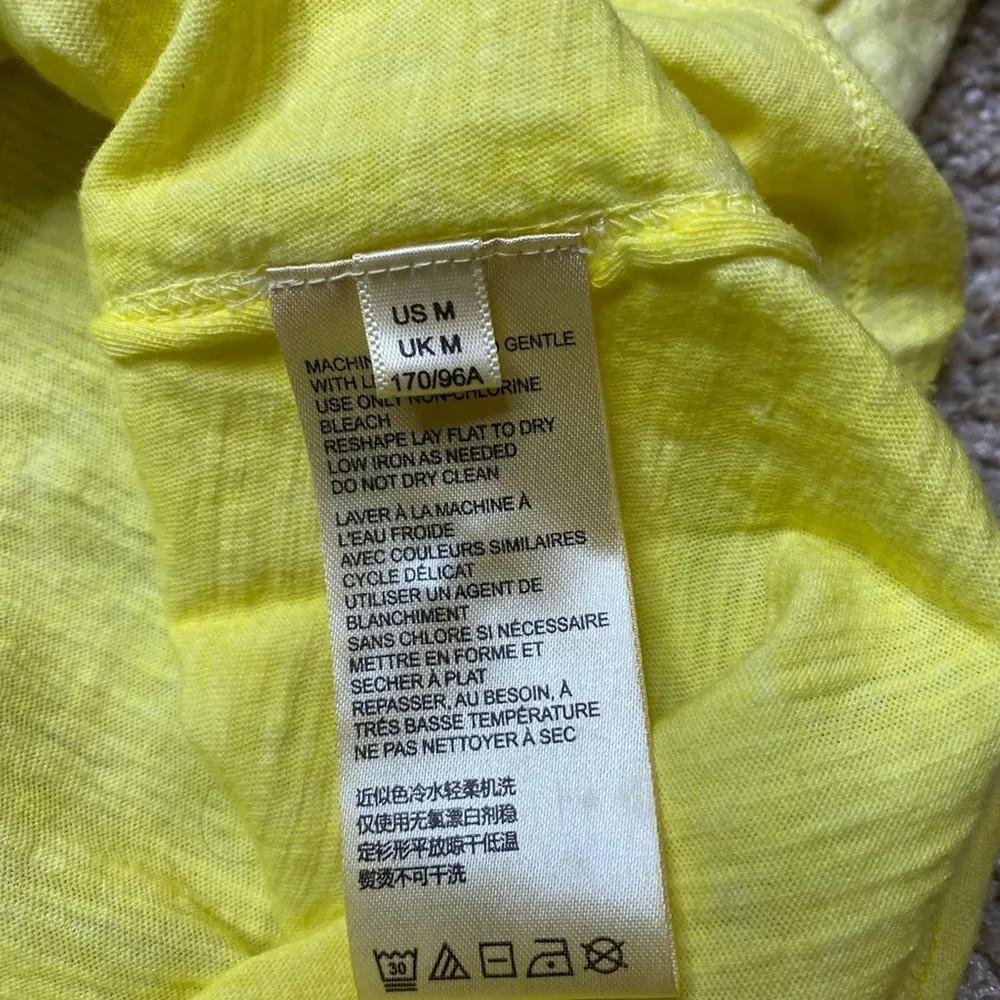 US M
UK M
170/96A
GENTLE
WITH
USE ONLY NON-CHLORINE
BLEACH
RESHAPE LAY FLAT TO DRY
LOW IRON AS NEEDED
DO NOT DRY CLEAN
LAVER À LA MACHINE À
L'EAU FROIDE
AVEC COULEURS SIMILAIRES
CYCLE DÉLICAT
UTILISER UN AGENT DE
BLANCHIMENT
SANS CHLORE SI NÉCESSAIRE
METTRE EN FORME ET
SECHER À PLAT
REPASSER, AU BESOIN, À
TRÉS BASSE TEMPÉRATURE
NE PAS NETTOYER À SEC
近似色冷水轻柔机洗
仅使用无氯漂白剂稳
定衫形平放晾干低温
熨烫不可干洗
30